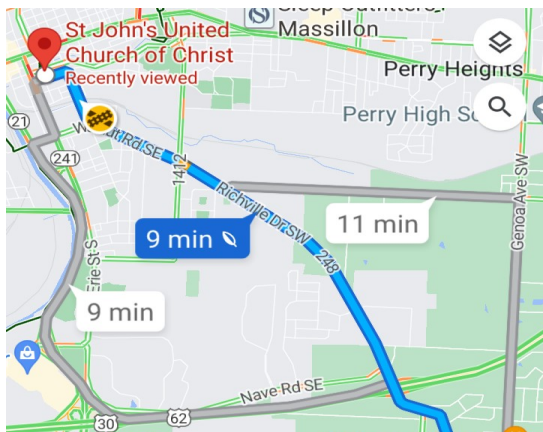 Sleep Outfitters
Massillon
St John's United
Church of Christ
Recently viewed
Perry Heights
Perry High
21
241
Walnut Rd SE
1412
Richville Dr SW
248
Genoa Ave SW
9 min
11 min
Erie St S
9 min
Nave Rd SE
30
62